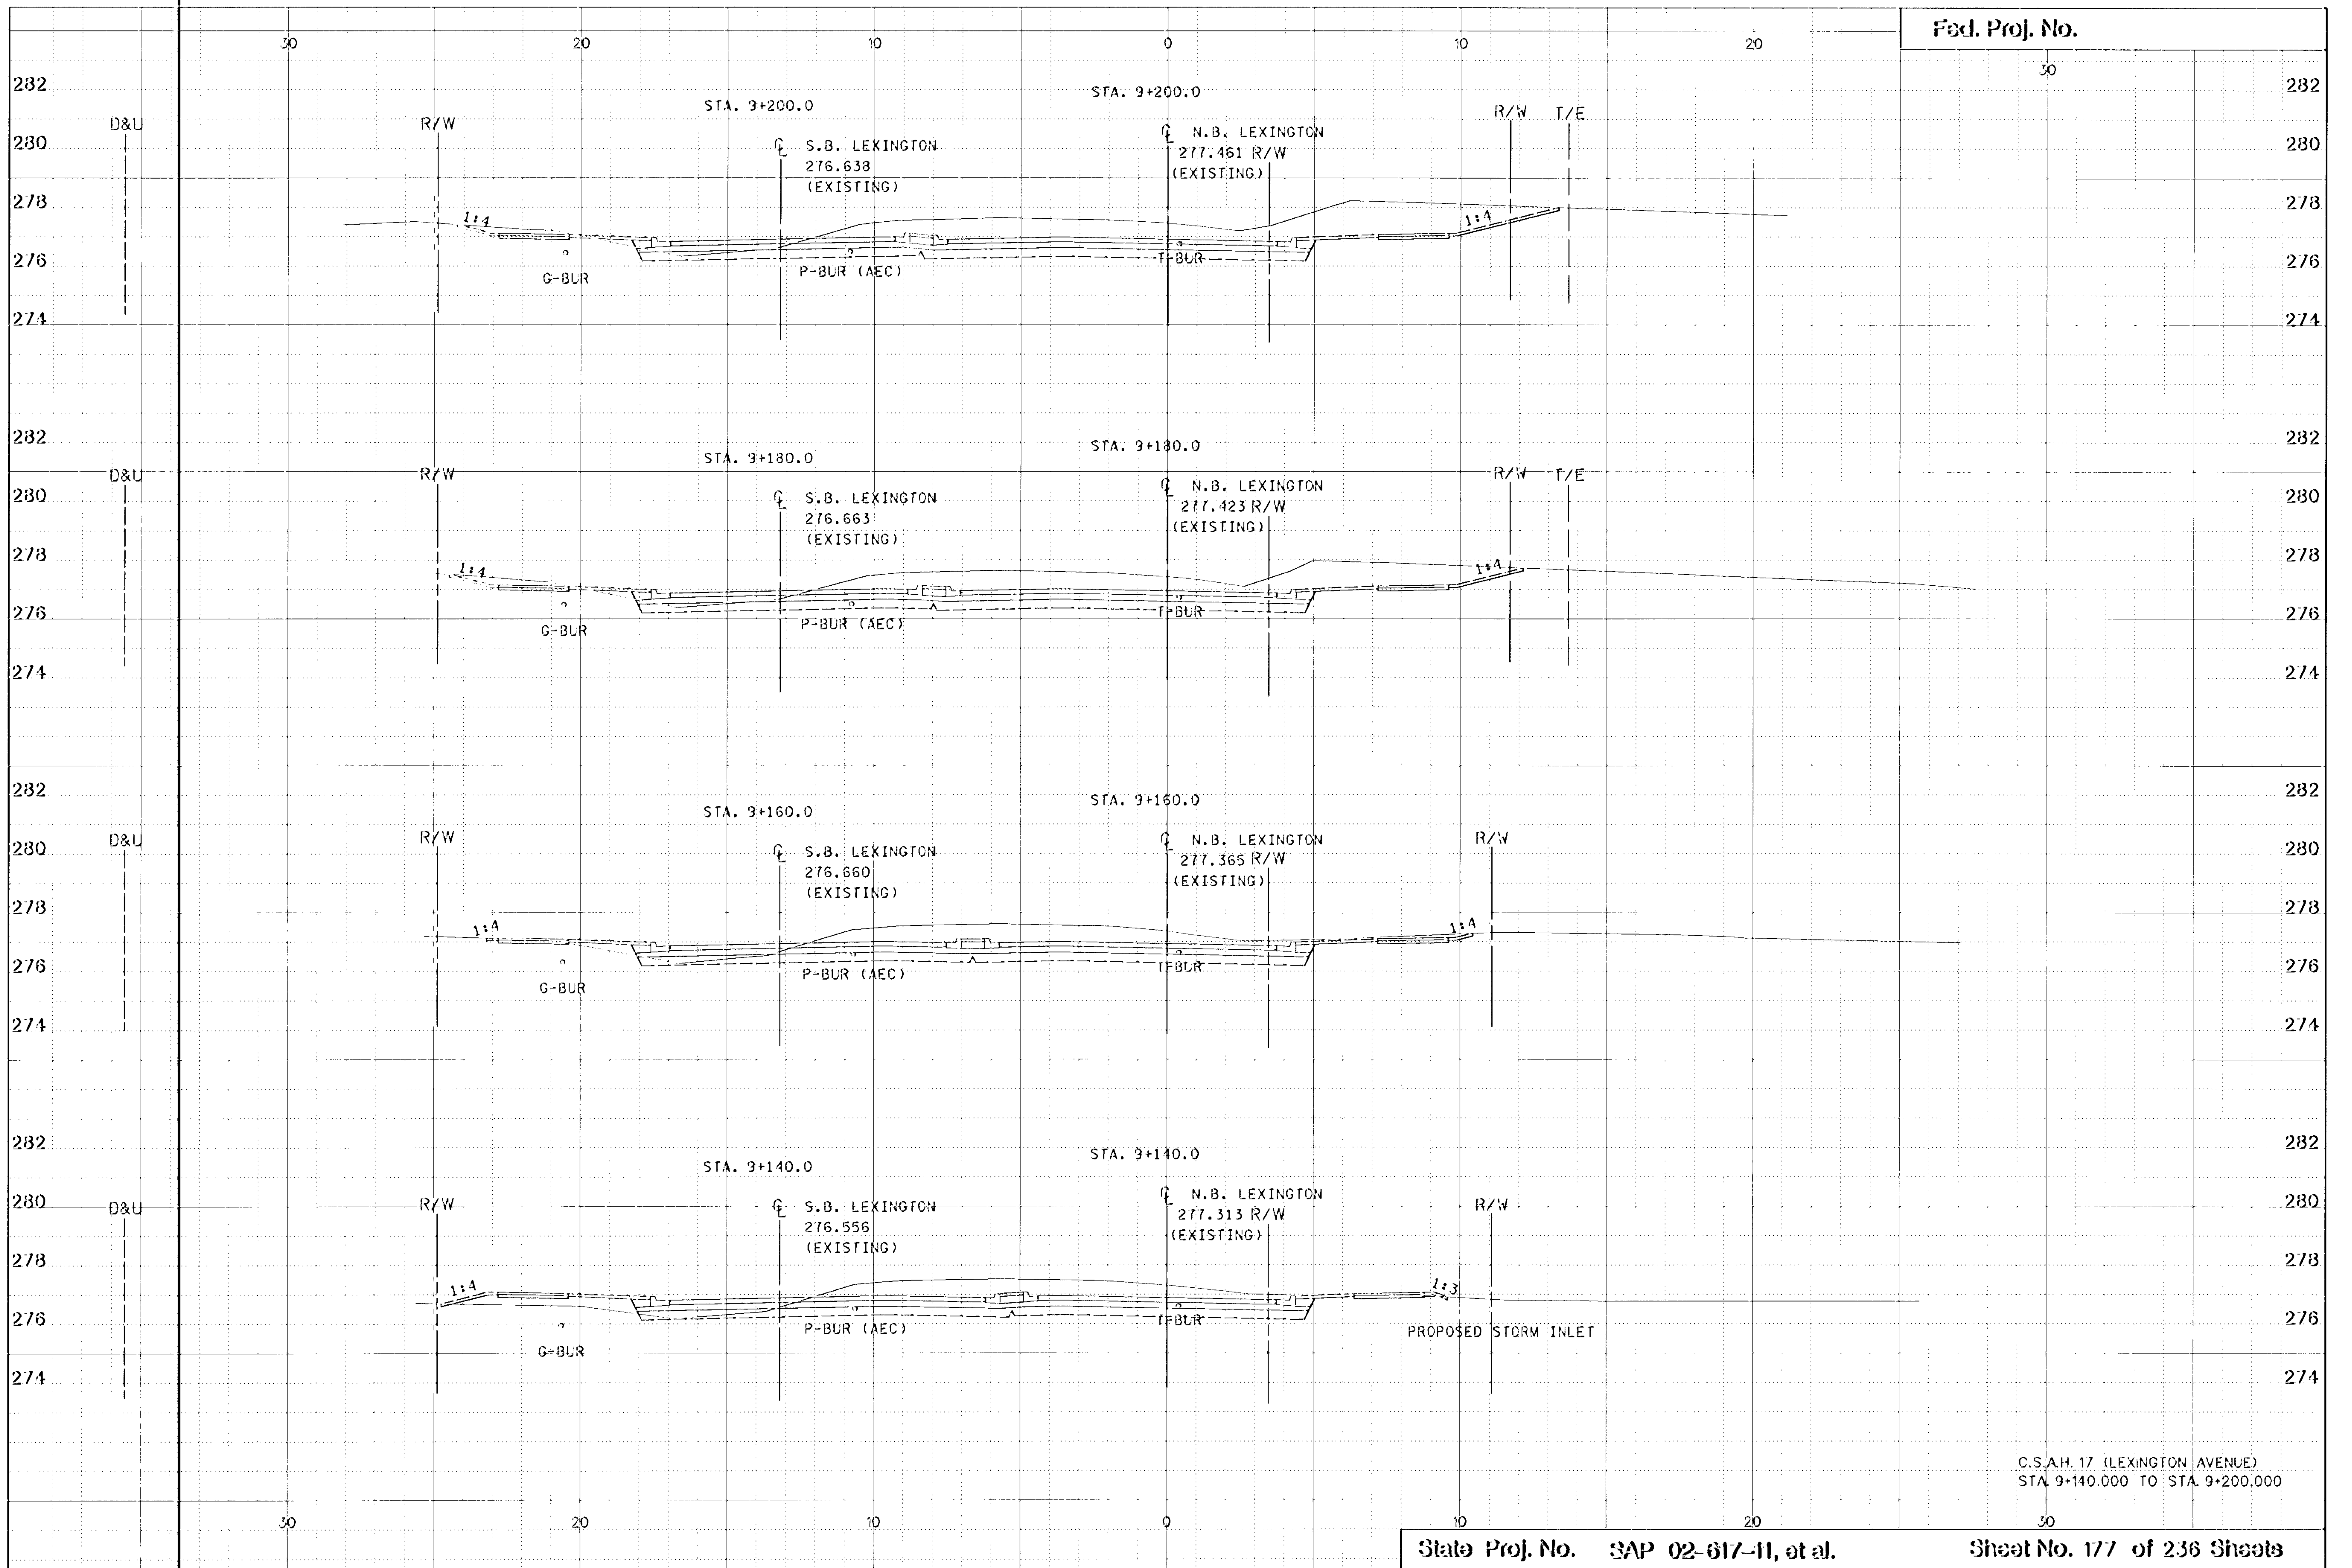 Fed. Proj. No.
30 20 10 0 10 20 30
282 282
STA. 9+200.0 STA. 9+200.0
D&U R/W R/W T/E
280 280
℄ S.B. LEXINGTON
276.638
(EXISTING)
℄ N.B. LEXINGTON
277.461 R/W
(EXISTING)
278 278
1:4 1:4
276 276
G-BUR P-BUR (AEC) T-BUR
274 274
282 282
STA. 9+180.0 STA. 9+180.0
D&U R/W R/W T/E
280 280
℄ S.B. LEXINGTON
276.663
(EXISTING)
℄ N.B. LEXINGTON
277.423 R/W
(EXISTING)
278 278
1:4 1:4
276 276
G-BUR P-BUR (AEC) T-BUR
274 274
282 282
STA. 9+160.0 STA. 9+160.0
D&U R/W R/W
280 280
℄ S.B. LEXINGTON
276.660
(EXISTING)
℄ N.B. LEXINGTON
277.365 R/W
(EXISTING)
278 278
1:4 1:4
276 276
G-BUR P-BUR (AEC) T-BUR
274 274
282 282
STA. 9+140.0 STA. 9+140.0
D&U R/W R/W
280 280
℄ S.B. LEXINGTON
276.556
(EXISTING)
℄ N.B. LEXINGTON
277.313 R/W
(EXISTING)
278 278
1:4 1:3
276 276
G-BUR P-BUR (AEC) T-BUR PROPOSED STORM INLET
274 274
C.S.A.H. 17 (LEXINGTON AVENUE)
STA. 9+140.000 TO STA. 9+200.000
30 20 10 0 10 20 30
State Proj. No. SAP 02-617-11, et al. Sheet No. 177 of 236 Sheets